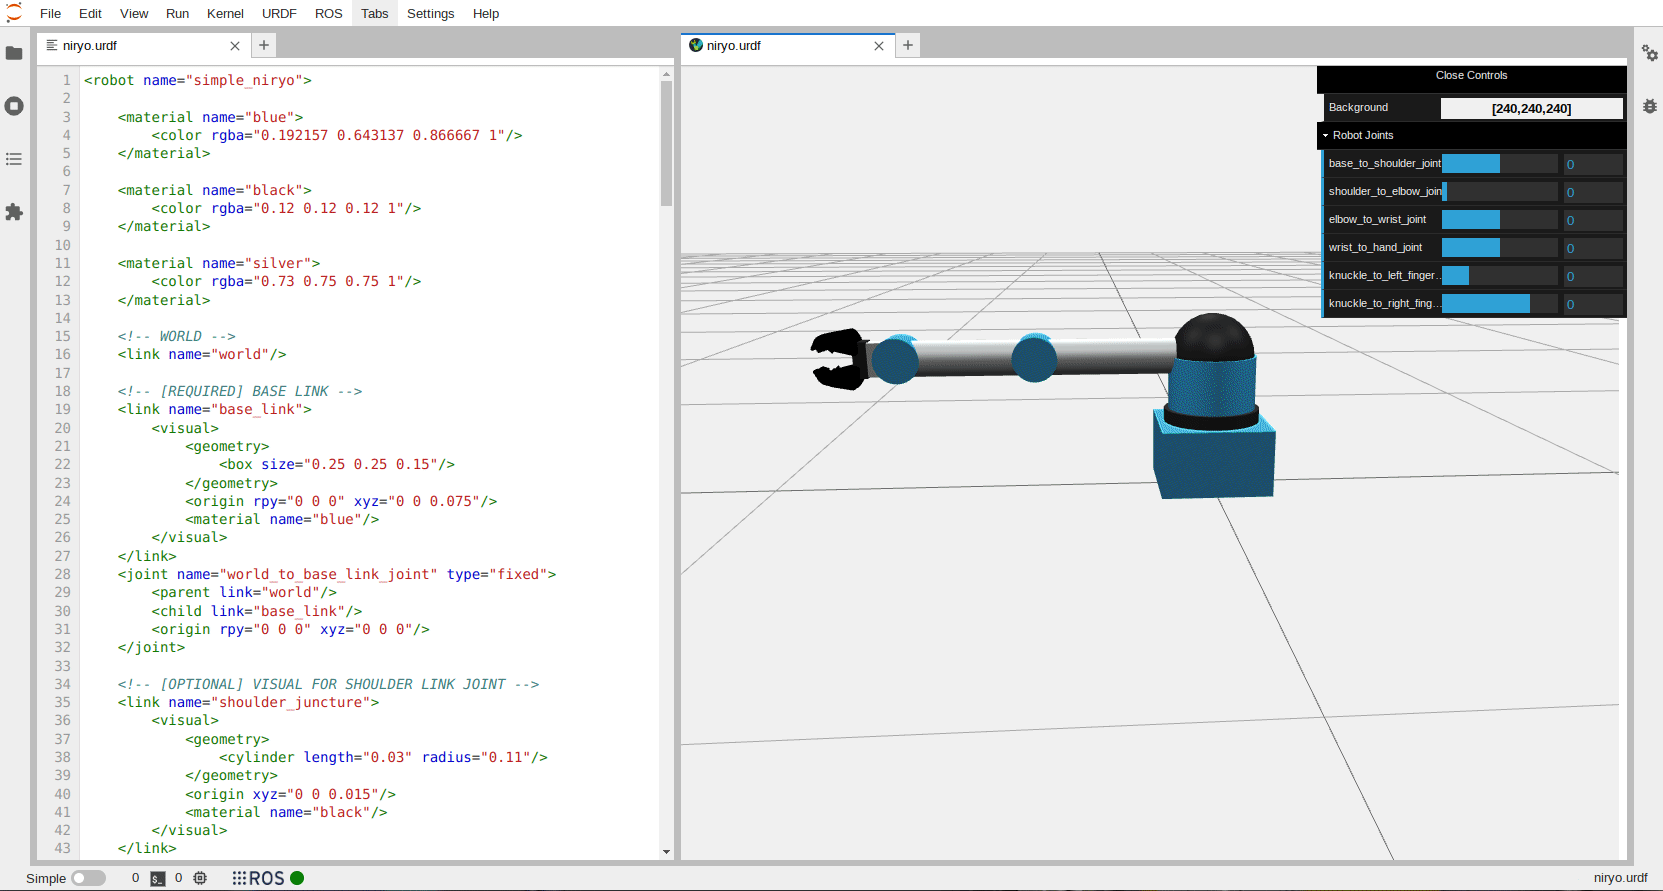 File Edit View Run Kernel URDF ROS Tabs Settings Help
niryo.urdf
niryo.urdf
1 <robot name="simple_niryo">
2
3 <material name="blue">
4 <color rgba="0.192157 0.643137 0.866667 1"/>
5 </material>
6
7 <material name="black">
8 <color rgba="0.12 0.12 0.12 1"/>
9 </material>
10
11 <material name="silver">
12 <color rgba="0.73 0.75 0.75 1"/>
13 </material>
14
15 <!-- WORLD -->
16 <link name="world"/>
17
18 <!-- [REQUIRED] BASE LINK -->
19 <link name="base_link">
20 <visual>
21 <geometry>
22 <box size="0.25 0.25 0.15"/>
23 </geometry>
24 <origin rpy="0 0 0" xyz="0 0 0.075"/>
25 <material name="blue"/>
26 </visual>
27 </link>
28 <joint name="world_to_base_link_joint" type="fixed">
29 <parent link="world"/>
30 <child link="base_link"/>
31 <origin rpy="0 0 0" xyz="0 0 0"/>
32 </joint>
33
34 <!-- [OPTIONAL] VISUAL FOR SHOULDER LINK JOINT -->
35 <link name="shoulder_juncture">
36 <visual>
37 <geometry>
38 <cylinder length="0.03" radius="0.11"/>
39 </geometry>
40 <origin xyz="0 0 0.015"/>
41 <material name="black"/>
42 </visual>
43 </link>
Close Controls
Background [240,240,240]
Robot Joints
base_to_shoulder_joint 0
shoulder_to_elbow_join 0
elbow_to_wrist_joint 0
wrist_to_hand_joint 0
knuckle_to_left_finger... 0
knuckle_to_right_fing... 0
Simple 0 $_ 0 ROS niryo.urdf